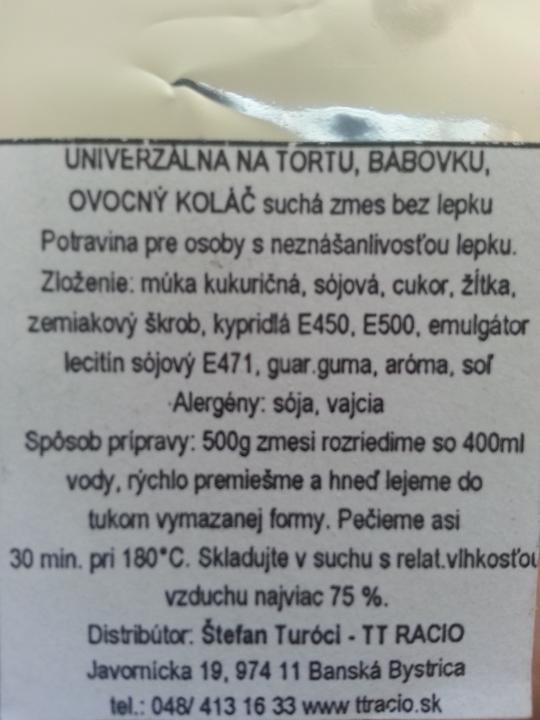 UNIVERZÁLNA NA TORTU, BÁBOVKU,
OVOCNÝ KOLÁČ suchá zmes bez lepku
Potravina pre osoby s neznášanlivosťou lepku.
Zloženie: múka kukuričná, sójová, cukor, žĺtka,
zemiakový škrob, kypridlá E450, E500, emulgátor
lecitín sójový E471, guar.guma, aróma, soľ
Alergény: sója, vajcia
Spôsob prípravy: 500g zmesi rozriedime so 400ml
vody, rýchlo premiešme a hneď lejeme do
tukom vymazanej formy. Pečieme asi
30 min. pri 180°C. Skladujte v suchu s relat.vlhkosťou
vzduchu najviac 75 %.
Distribútor: Štefan Turóci - TT RACIO
Javornícka 19, 974 11 Banská Bystrica
tel.: 048/ 413 16 33 www ttracio.sk